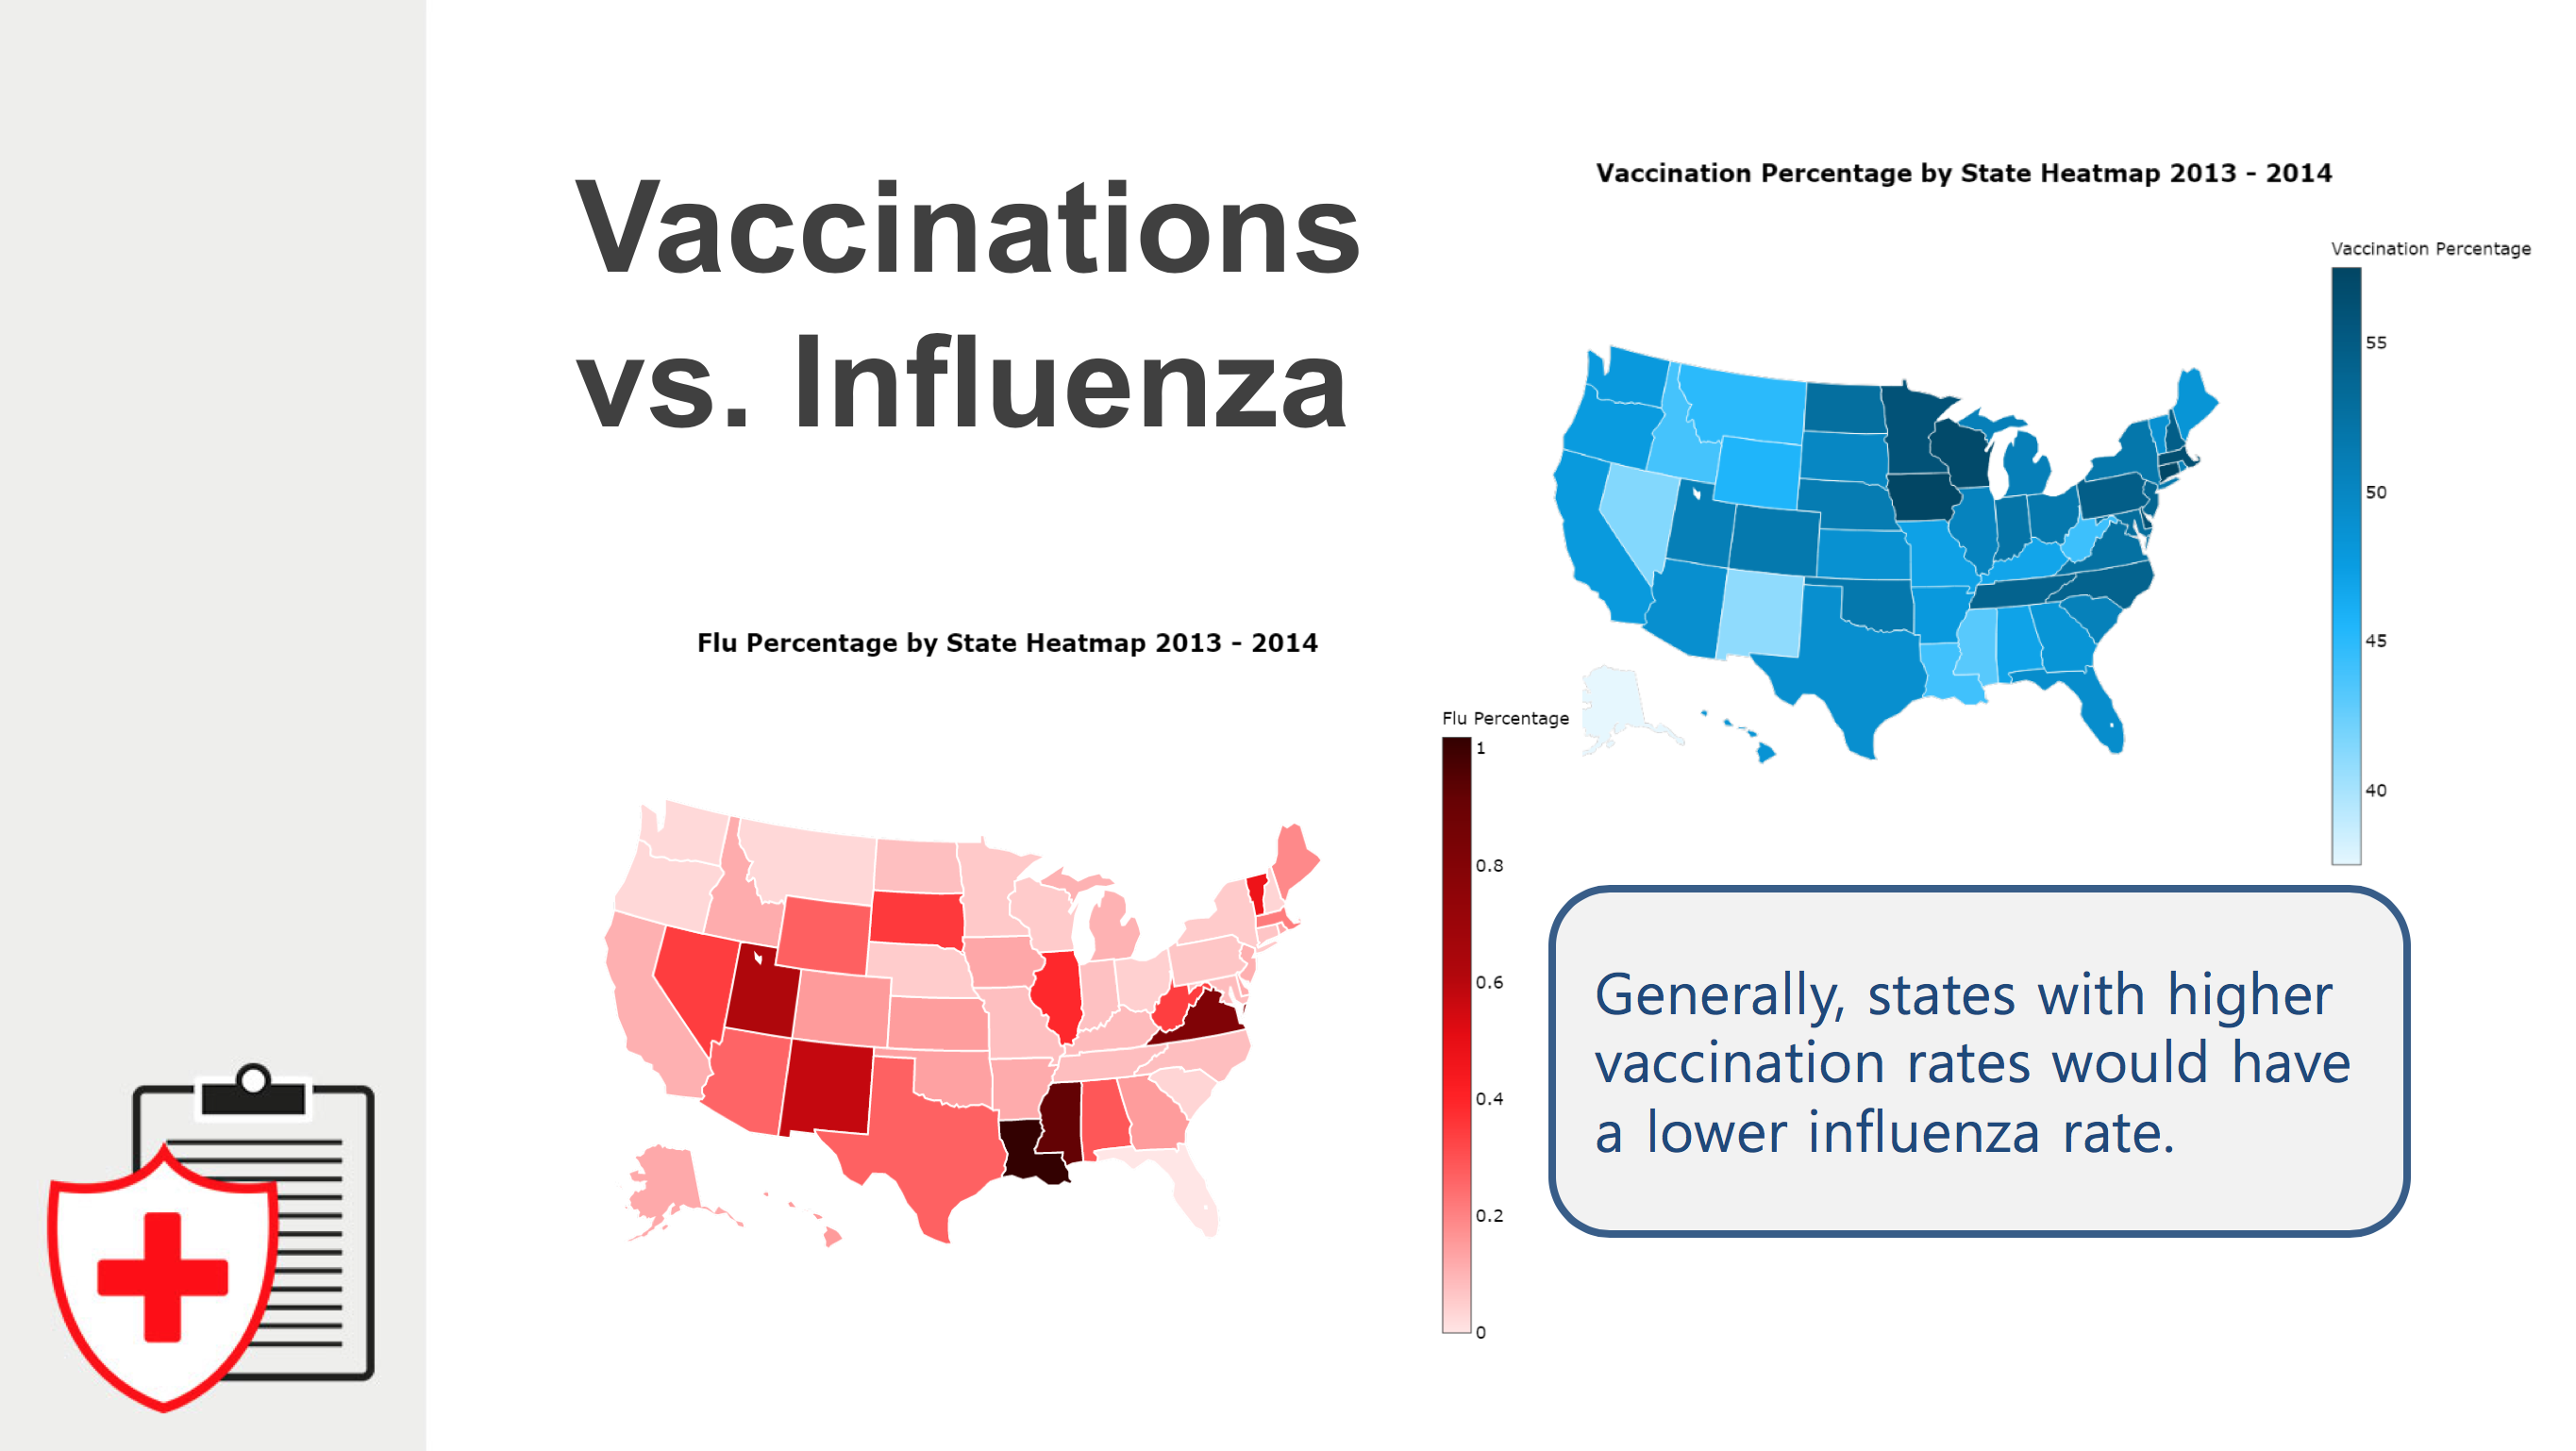 Vaccinations
vs. Influenza
Vaccination Percentage by State Heatmap 2013 - 2014
Vaccination Percentage
55
50
45
40
Flu Percentage by State Heatmap 2013 - 2014
Flu Percentage
1
0.8
0.6
0.4
0.2
0
Generally, states with higher
vaccination rates would have
a lower influenza rate.